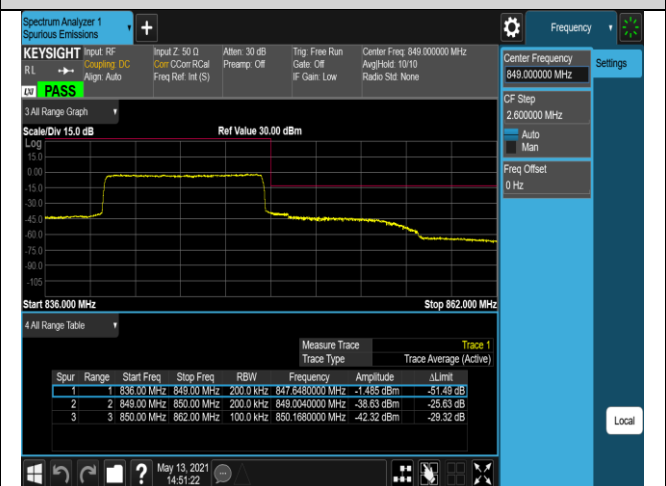 Spectrum Analyzer 1
Spurious Emissions
Frequency
KEYSIGHT
RL
LXI
PASS
Input: RF
Coupling: DC
Align: Auto
Input Z: 50 Ω
Corr CCorr RCal
Freq Ref: Int (S)
Atten: 30 dB
Preamp: Off
Trig: Free Run
Gate: Off
IF Gain: Low
Center Freq: 849.000000 MHz
Avg|Hold: 10/10
Radio Std: None
Center Frequency
849.000000 MHz
Settings
CF Step
2.600000 MHz
Auto
Man
Freq Offset
0 Hz
3 All Range Graph
Scale/Div 15.0 dB
Ref Value 30.00 dBm
Log
15.0
0.00
-15.0
-30.0
-45.0
-60.0
-75.0
-90.0
-105
Start 836.000 MHz
Stop 862.000 MHz
4 All Range Table
Measure Trace Trace 1
Trace Type Trace Average (Active)
Spur Range Start Freq Stop Freq RBW Frequency Amplitude ΔLimit
1 1 836.00 MHz 849.00 MHz 200.0 kHz 847.6480000 MHz -1.485 dBm -51.49 dB
2 2 849.00 MHz 850.00 MHz 200.0 kHz 849.0040000 MHz -38.63 dBm -25.63 dB
3 3 850.00 MHz 862.00 MHz 100.0 kHz 850.1680000 MHz -42.32 dBm -29.32 dB
Local
May 13, 2021
14:51:22